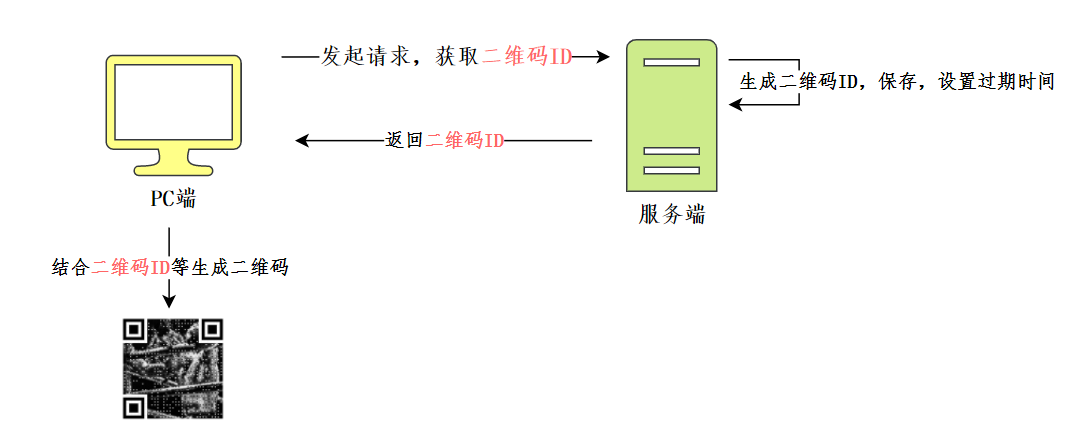 发起请求，获取二维码ID
生成二维码ID，保存，设置过期时间
返回二维码ID
PC端
服务端
结合二维码ID等生成二维码